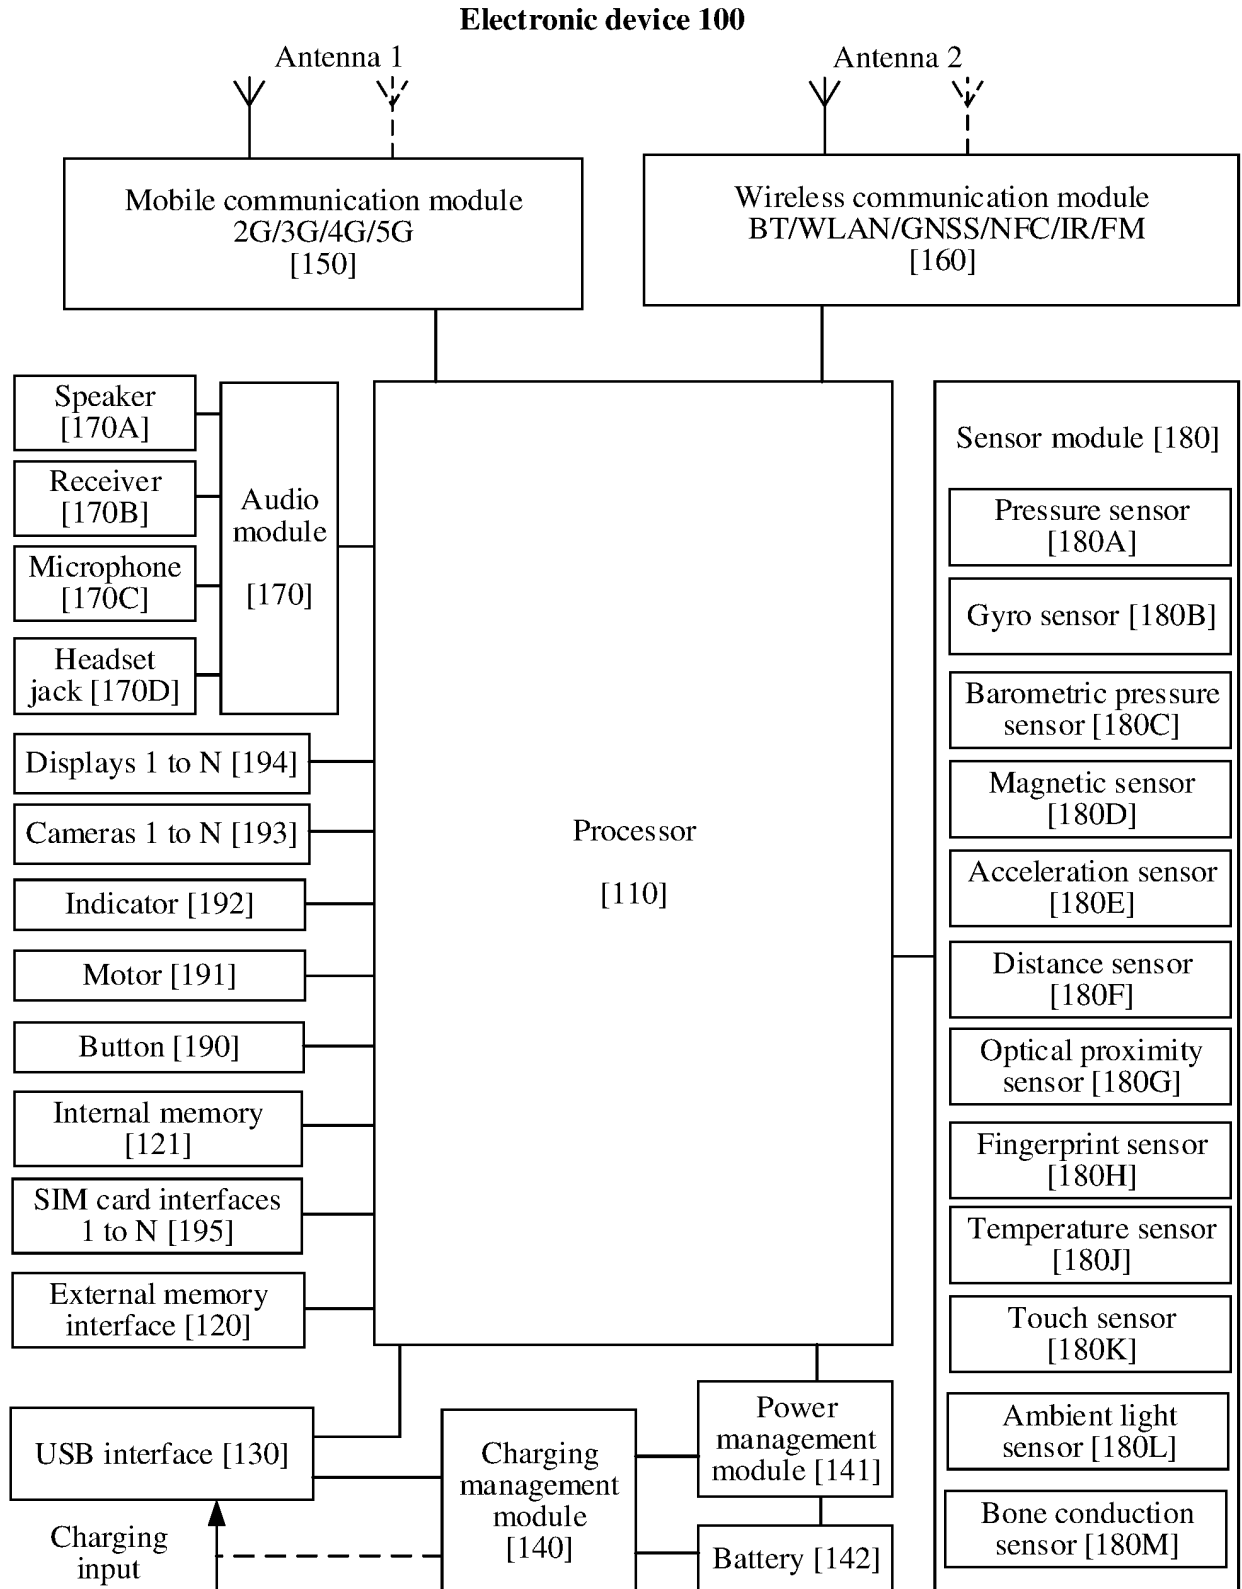 Electronic device 100
Antenna 1
Antenna 2
Mobile communication module
2G/3G/4G/5G
[150]
Wireless communication module
BT/WLAN/GNSS/NFC/IR/FM
[160]
Speaker
[170A]
Receiver
[170B]
Microphone
[170C]
Headset
jack [170D]
Audio
module
[170]
Displays 1 to N [194]
Cameras 1 to N [193]
Indicator [192]
Motor [191]
Button [190]
Internal memory
[121]
SIM card interfaces
1 to N [195]
External memory
interface [120]
Processor
[110]
Sensor module [180]
Pressure sensor
[180A]
Gyro sensor [180B]
Barometric pressure
sensor [180C]
Magnetic sensor
[180D]
Acceleration sensor
[180E]
Distance sensor
[180F]
Optical proximity
sensor [180G]
Fingerprint sensor
[180H]
Temperature sensor
[180J]
Touch sensor
[180K]
Ambient light
sensor [180L]
Bone conduction
sensor [180M]
USB interface [130]
Charging
input
Charging
management
module
[140]
Power
management
module [141]
Battery [142]